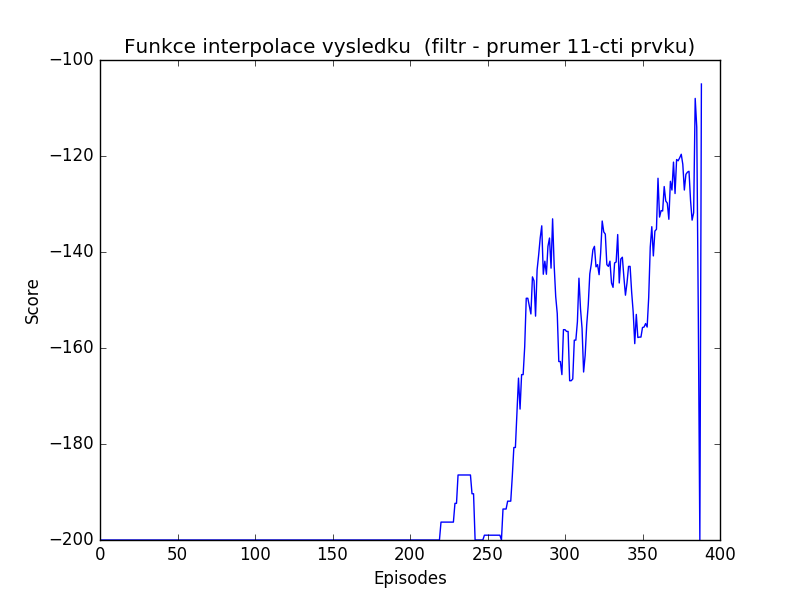 Funkce interpolace vysledku  (filtr - prumer 11-cti prvku)
−100
−120
−140
−160
−180
−200
Score
0 50 100 150 200 250 300 350 400
Episodes